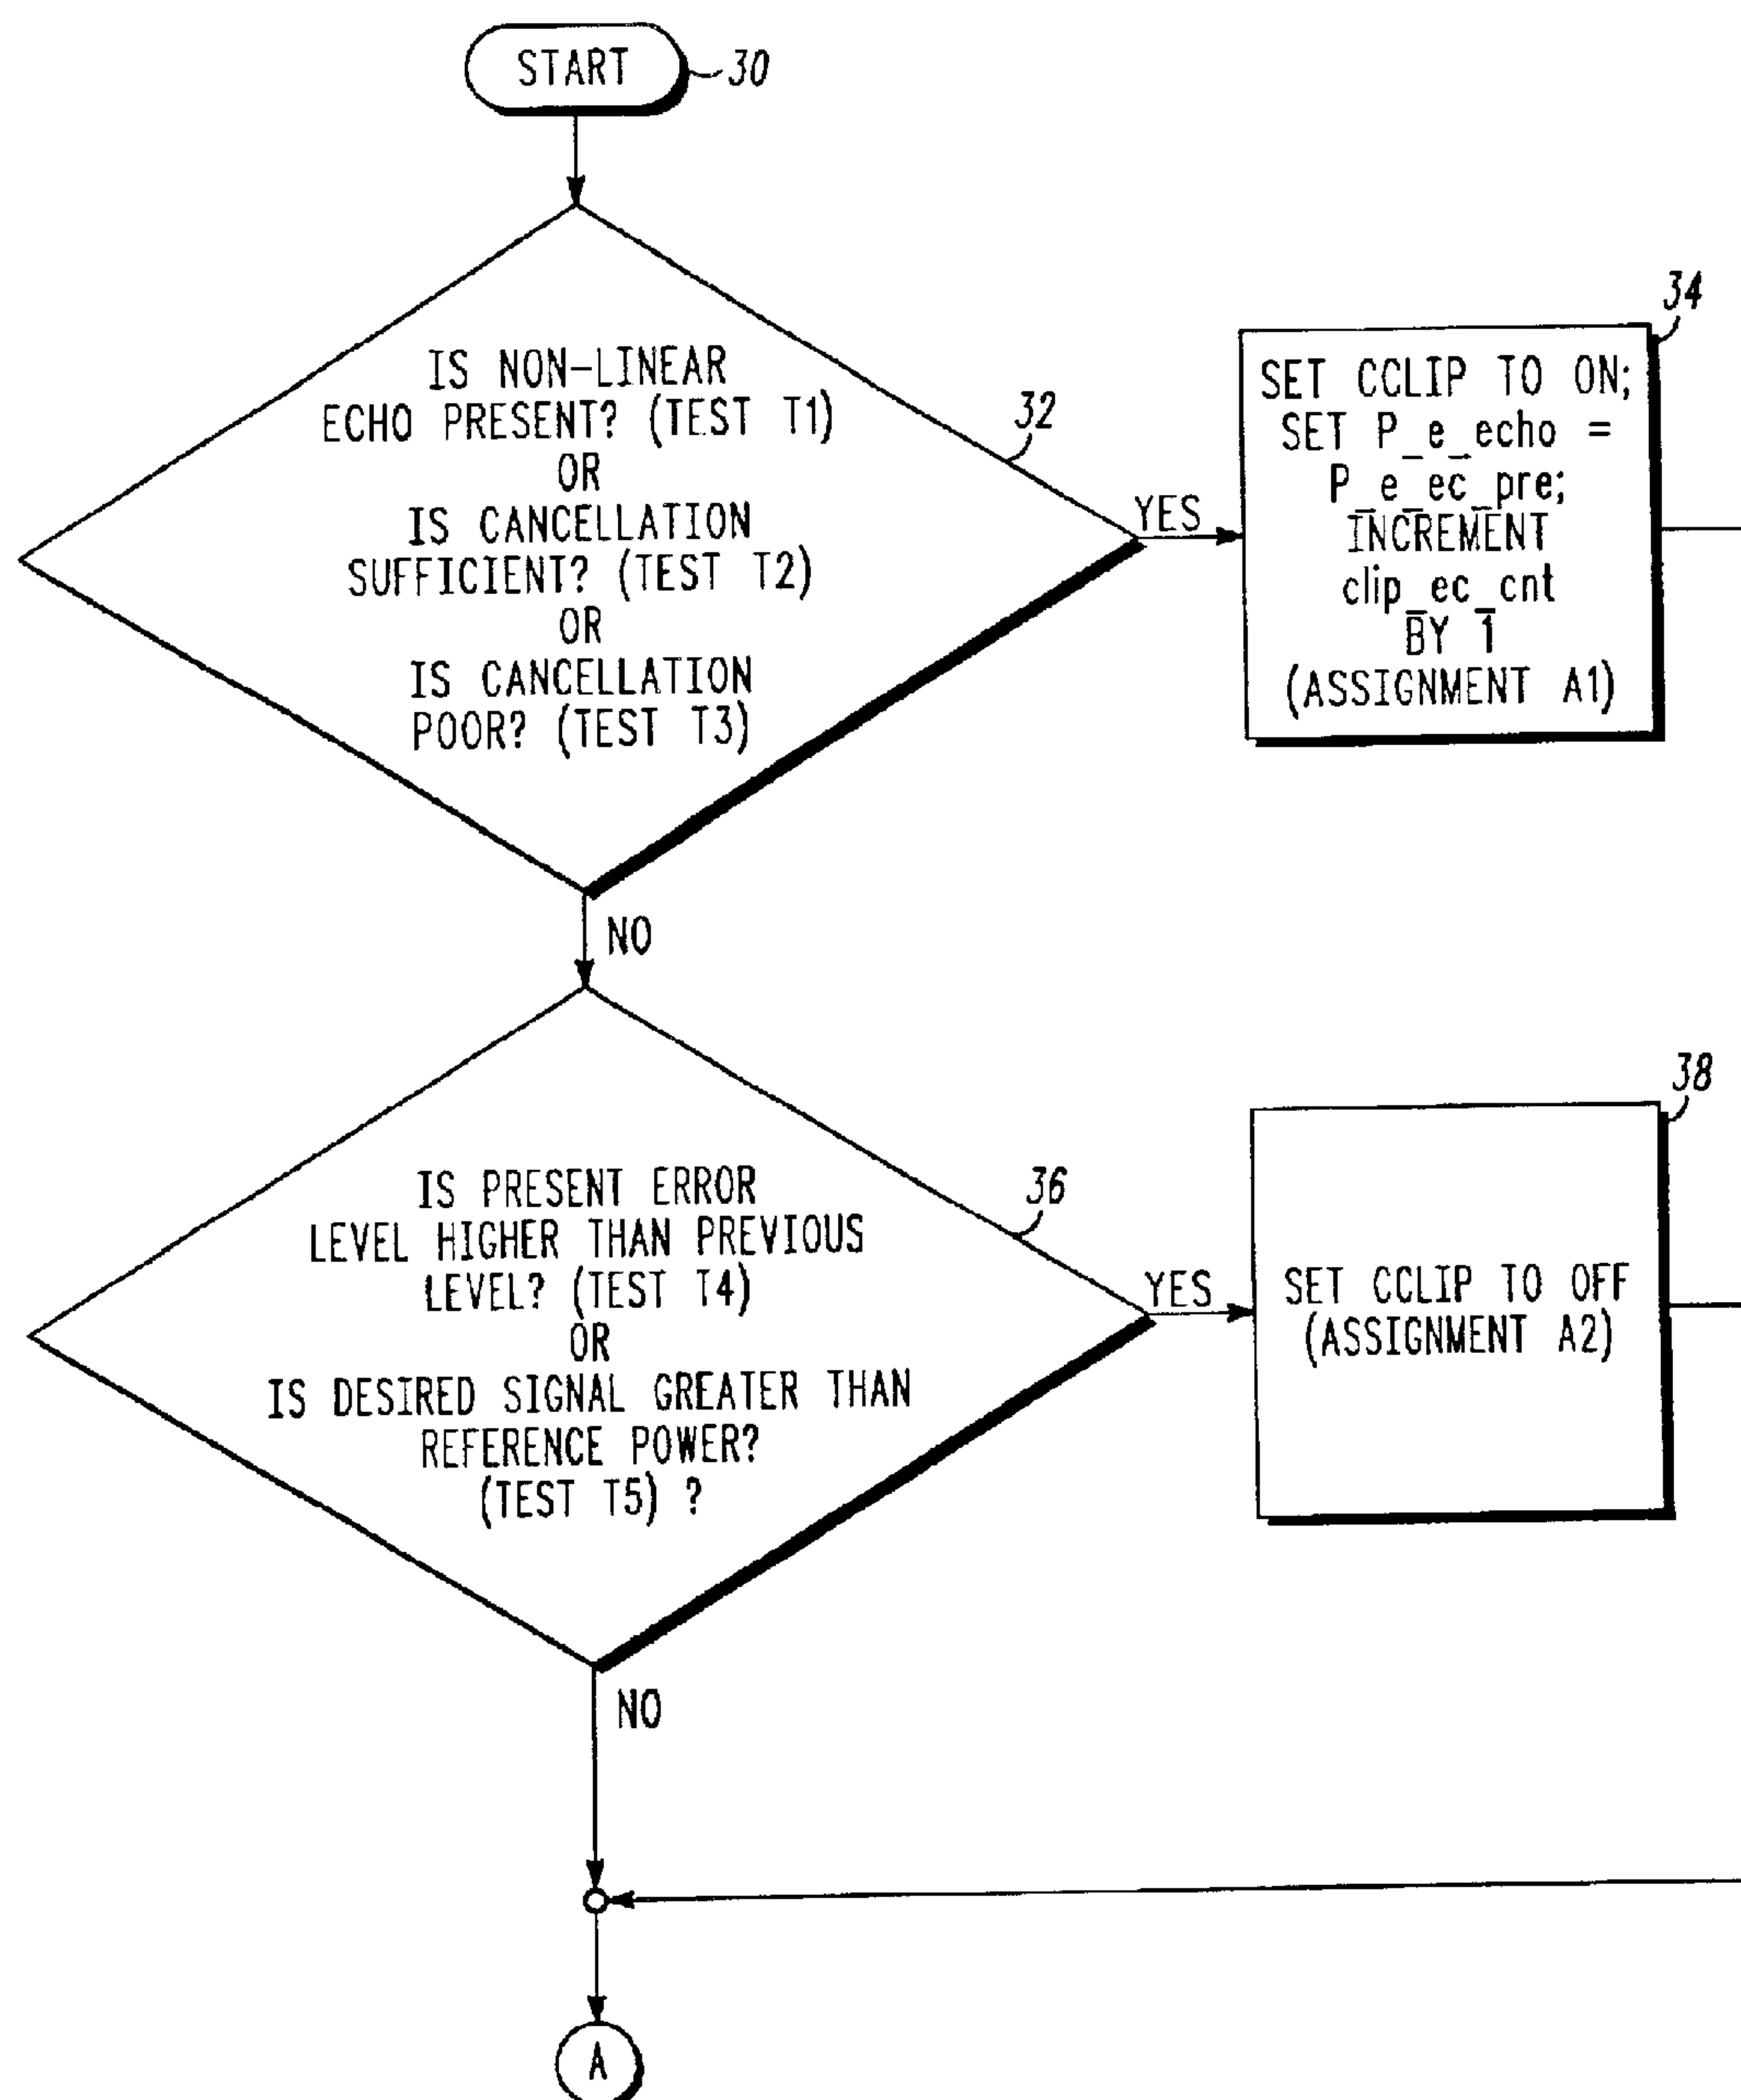 START
30
IS NON-LINEAR
ECHO PRESENT? (TEST T1)
OR
IS CANCELLATION
SUFFICIENT? (TEST T2)
OR
IS CANCELLATION
POOR? (TEST T3)
32
YES
34
SET CCLIP TO ON;
SET P_e_echo =
P_e_ec_pre;
INCREMENT
clip_ec_cnt
BY 1
(ASSIGNMENT A1)
NO
IS PRESENT ERROR
LEVEL HIGHER THAN PREVIOUS
LEVEL? (TEST T4)
OR
IS DESIRED SIGNAL GREATER THAN
REFERENCE POWER?
(TEST T5) ?
36
YES
38
SET CCLIP TO OFF
(ASSIGNMENT A2)
NO
A